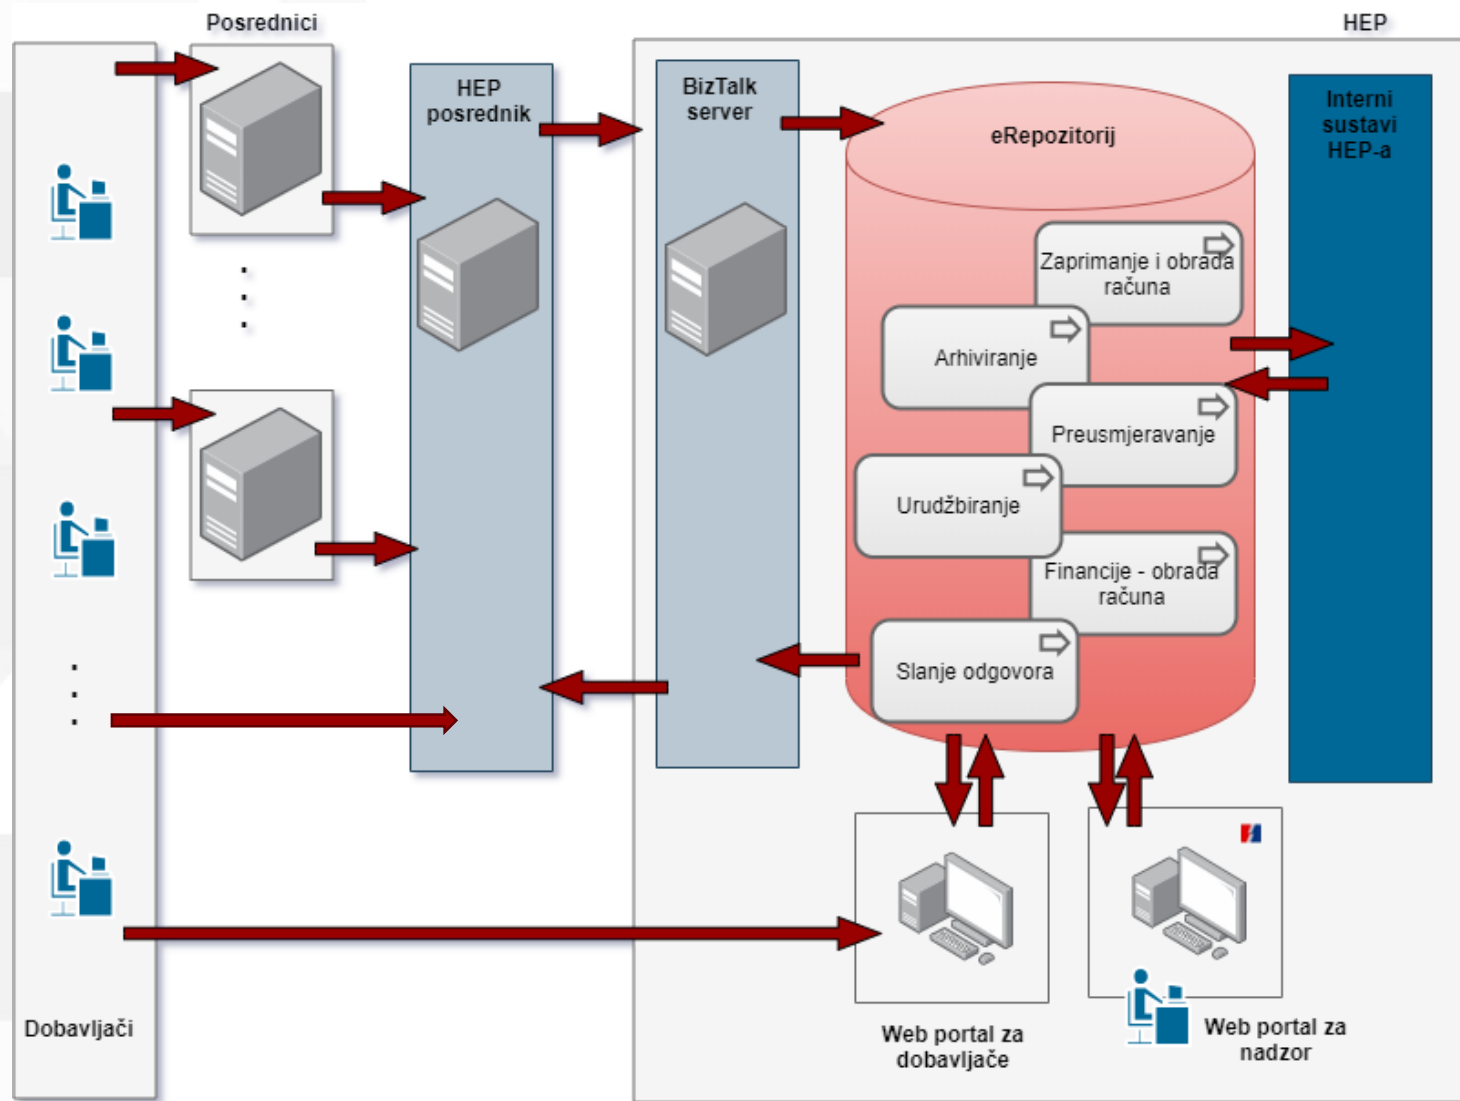 Posrednici
HEP
HEP
posrednik
BizTalk
server
eRepozitorij
Interni
sustavi
HEP-a
Zaprimanje i obrada
računa
Arhiviranje
Preusmjeravanje
Urudžbiranje
Financije - obrada
računa
Slanje odgovora
Dobavljači
Web portal za
dobavljače
Web portal za
nadzor